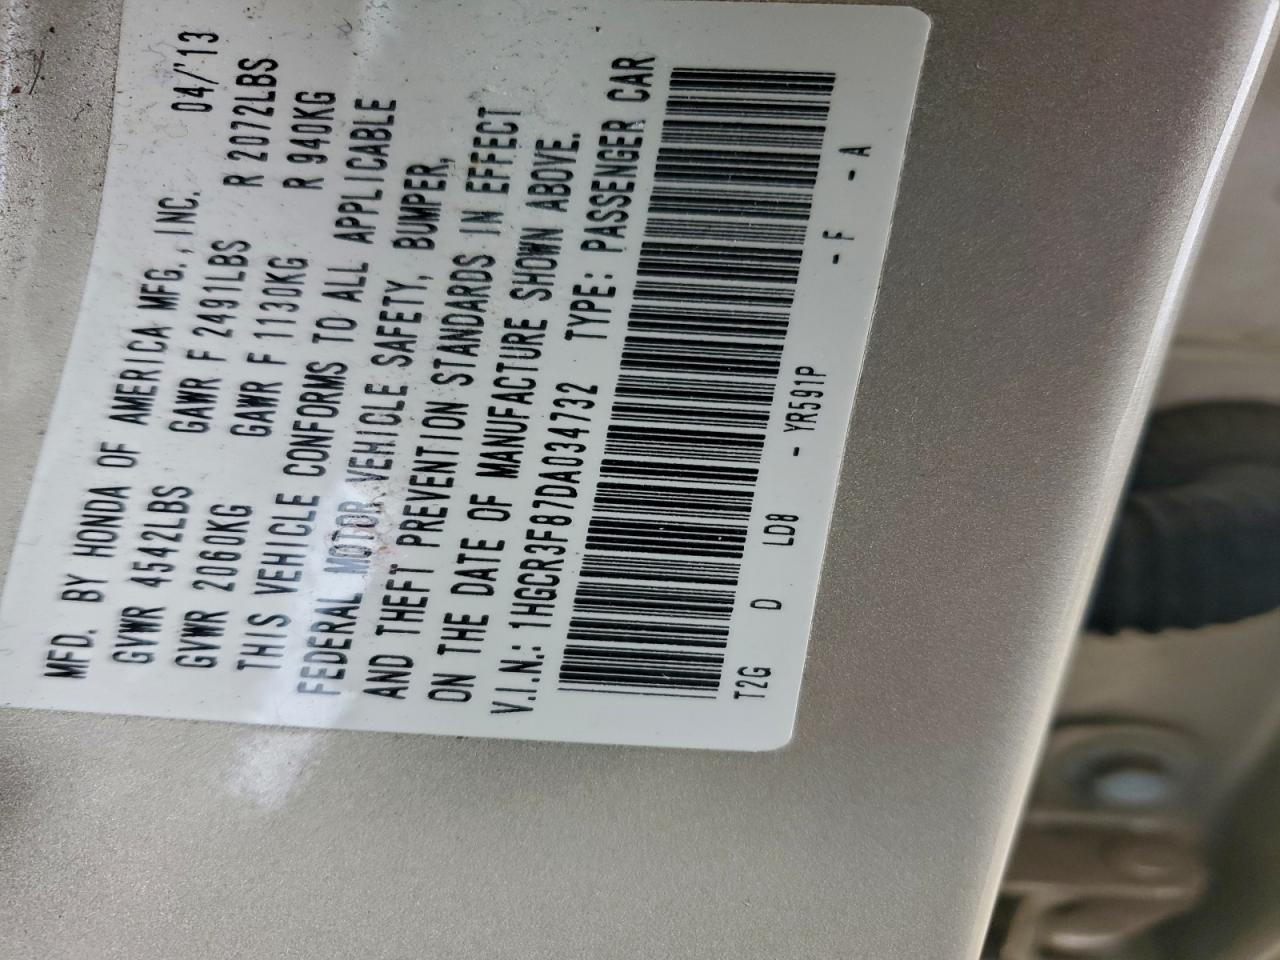 MFD. BY HONDA OF AMERICA MFG.,INC. 04/'13
GVWR 4542LBS GAWR F 2491LBS R 2072LBS
GVWR 2060KG GAWR F 1130KG R 940KG
THIS VEHICLE CONFORMS TO ALL APPLICABLE
FEDERAL MOTOR VEHICLE SAFETY, BUMPER,
AND THEFT PREVENTION STANDARDS IN EFFECT
ON THE DATE OF MANUFACTURE SHOWN ABOVE.
V.I.N.: 1HGCR3F87DA034732 TYPE: PASSENGER CAR
T2G D LD8 - YR591P - F - A